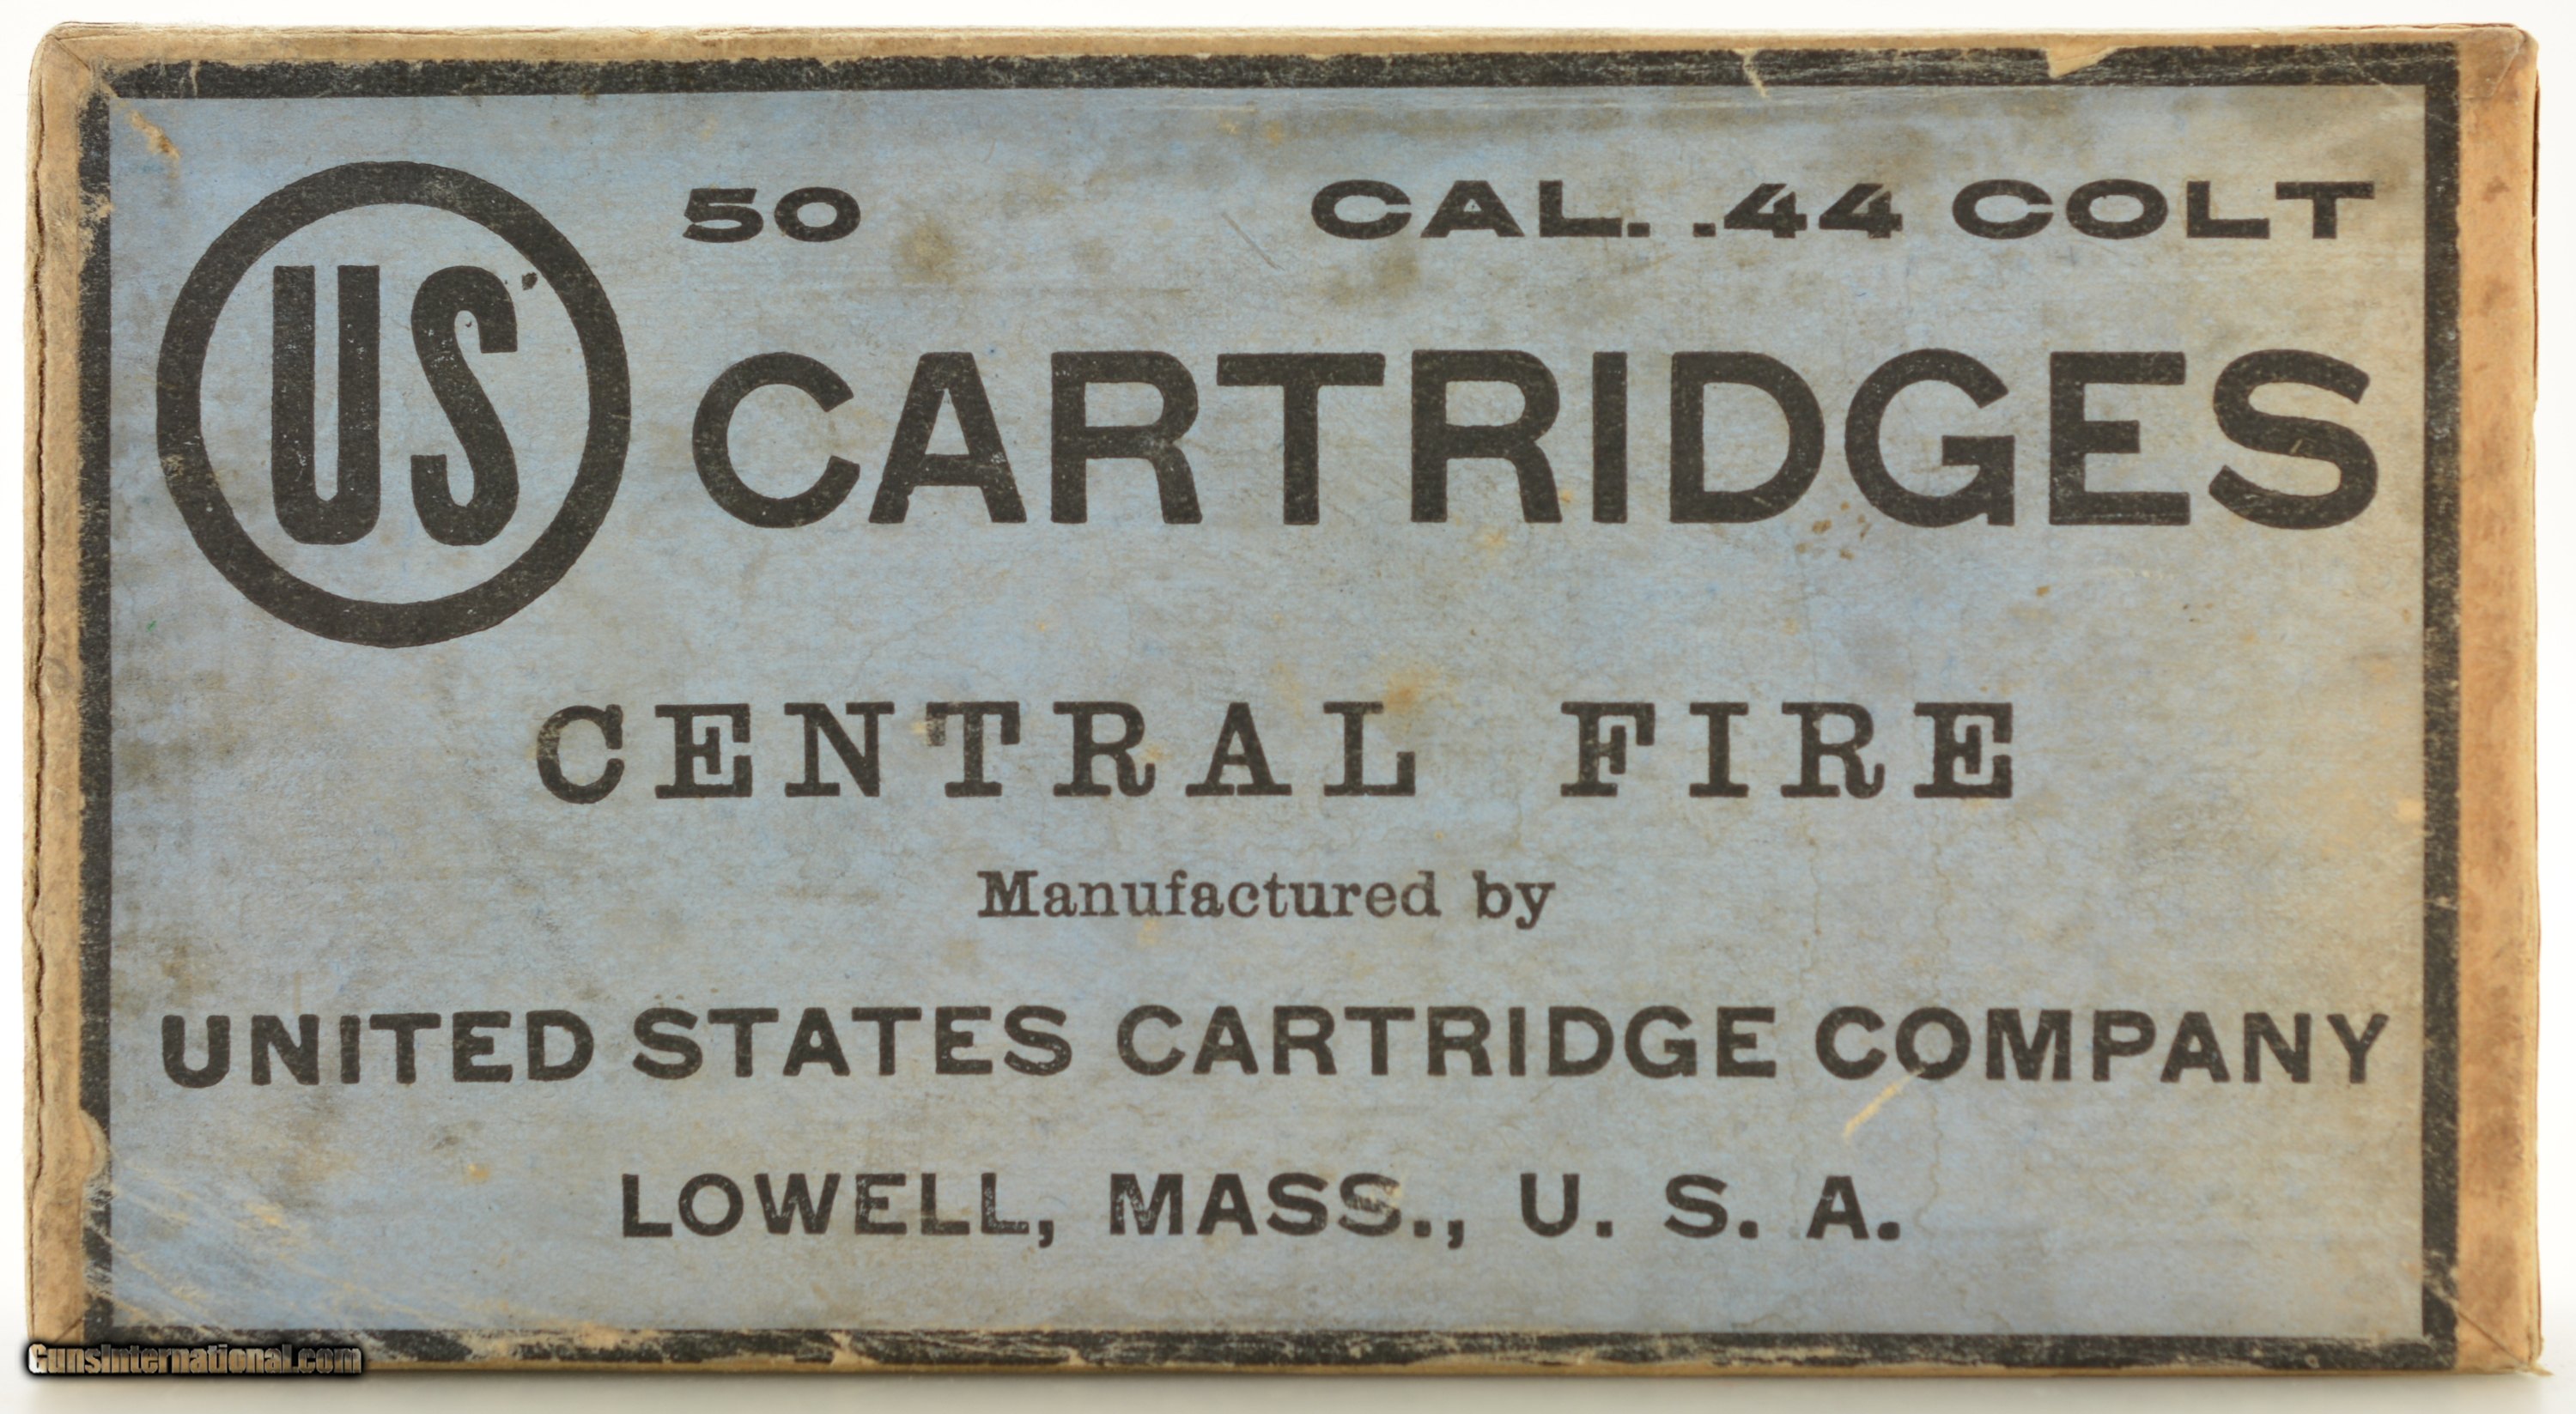 50 CAL. .44 COLT
US CARTRIDGES
CENTRAL FIRE
Manufactured by
UNITED STATES CARTRIDGE COMPANY
LOWELL, MASS., U. S. A.
GunsInternational.com